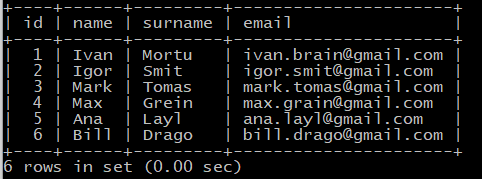 +----+------+---------+----------------------+
| id | name | surname | email                |
+----+------+---------+----------------------+
|  1 | Ivan | Mortu   | ivan.brain@gmail.com |
|  2 | Igor | Smit    | igor.smit@gmail.com  |
|  3 | Mark | Tomas   | mark.tomas@gmail.com |
|  4 | Max  | Grein   | max.grain@gmail.com  |
|  5 | Ana  | Layl    | ana.layl@gmail.com   |
|  6 | Bill | Drago   | bill.drago@gmail.com |
+----+------+---------+----------------------+
6 rows in set (0.00 sec)